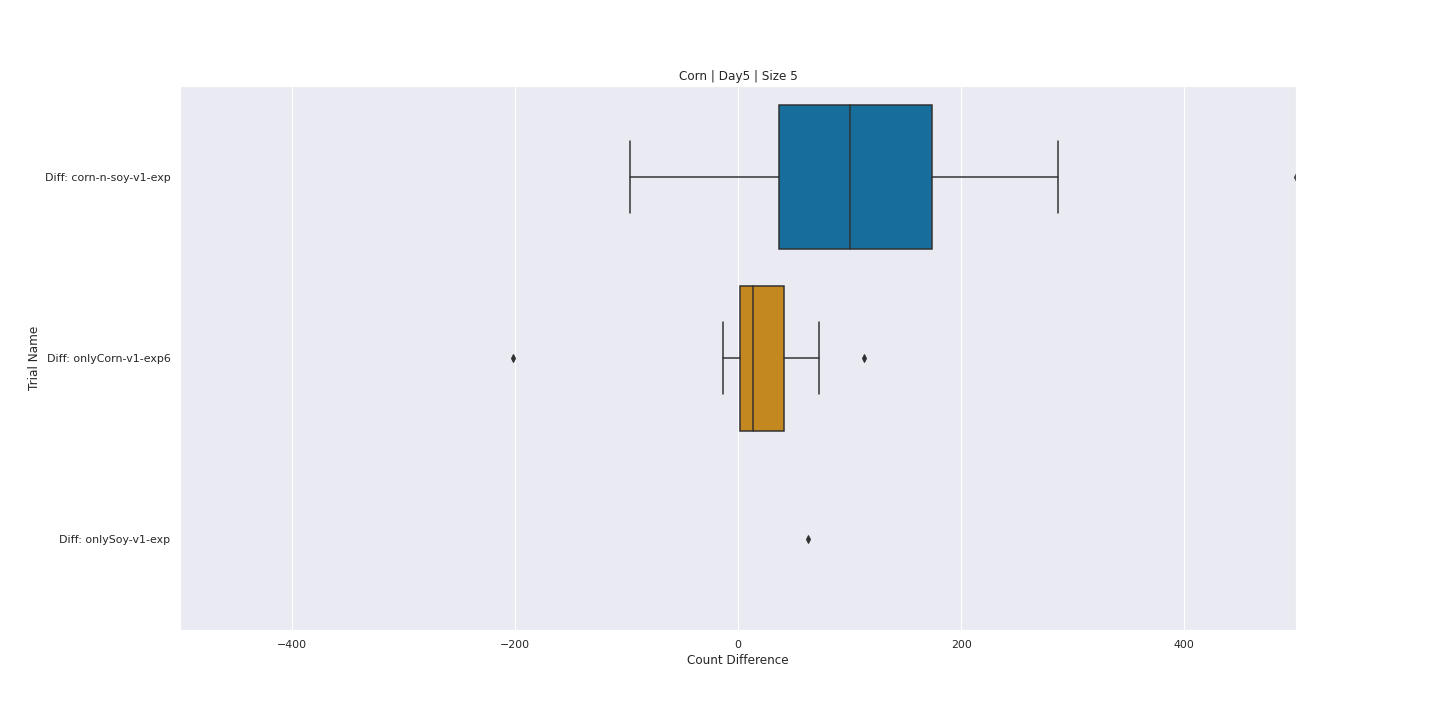 Corn | Day5 | Size 5
Trial Name
Diff: corn-n-soy-v1-exp
Diff: onlyCorn-v1-exp6
Diff: onlySoy-v1-exp
−400 −200 0 200 400
Count Difference